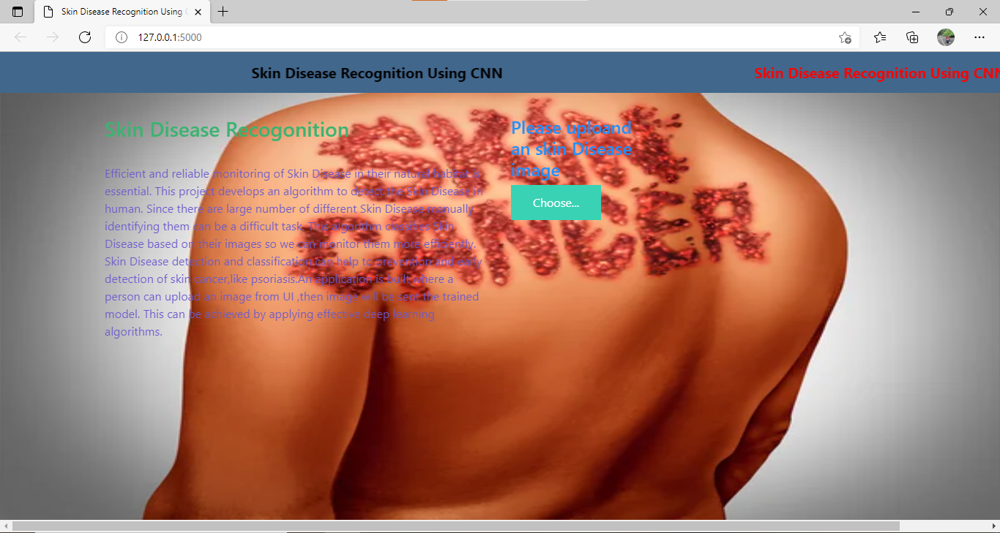 Skin Disease Recognition Using C
127.0.0.1:5000
Skin Disease Recognition Using CNN
Skin Disease Recognition Using CNN
Skin Disease Recogonition
Efficient and reliable monitoring of Skin Disease in their natural habitat is
essential. This project develops an algorithm to detect the Skin Disease in
human. Since there are large number of different Skin Disease manually
identifying them can be a difficult task. This algorithm classifies Skin
Disease based on their images so we can monitor them more efficiently.
Skin Disease detection and classification can help to prevention and early
detection of skin cancer,like psoriasis.An application is built where a
person can upload an image from UI ,then image will be sent the trained
model. This can be achieved by applying effective deep learning
algorithms.
Please uploand
an skin Disease
image
Choose...
SKIN
CANCER